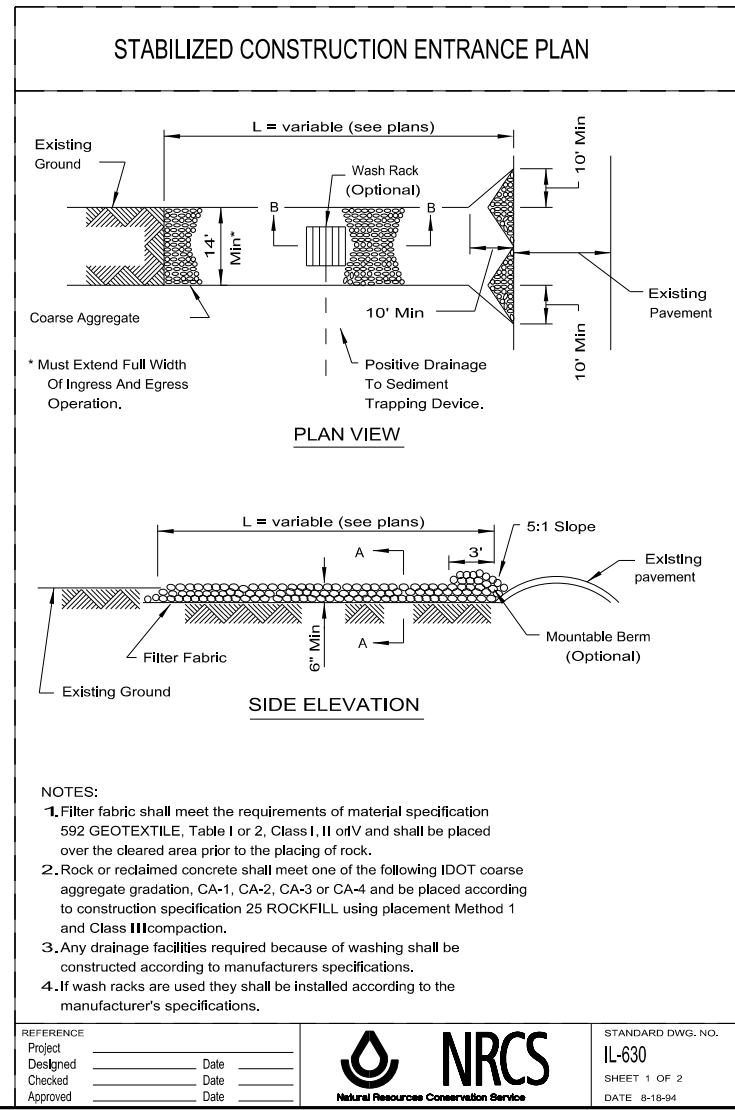 STABILIZED CONSTRUCTION ENTRANCE PLAN
L = variable (see plans)
Existing
Ground
Wash Rack
(Optional)
10' Min
B
B
14'
Min*
10' Min
Existing
Pavement
Coarse Aggregate
10' Min
* Must Extend Full Width
Of Ingress And Egress
Operation.
Positive Drainage
To Sediment
Trapping Device.
PLAN VIEW
L = variable (see plans)
5:1 Slope
A
3'
Existing
pavement
6" Min
A
Mountable Berm
(Optional)
Filter Fabric
Existing Ground
SIDE ELEVATION
NOTES:
1. Filter fabric shall meet the requirements of material specification
592 GEOTEXTILE, Table I or 2, Class I, II or IV and shall be placed
over the cleared area prior to the placing of rock.
2. Rock or reclaimed concrete shall meet one of the following IDOT coarse
aggregate gradation, CA-1, CA-2, CA-3 or CA-4 and be placed according
to construction specification 25 ROCKFILL using placement Method 1
and Class III compaction.
3. Any drainage facilities required because of washing shall be
constructed according to manufacturers specifications.
4. If wash racks are used they shall be installed according to the
manufacturer's specifications.
REFERENCE
Project
Designed Date
Checked Date
Approved Date
NRCS
Natural Resources Conservation Service
STANDARD DWG. NO.
IL-630
SHEET 1 OF 2
DATE 8-18-94